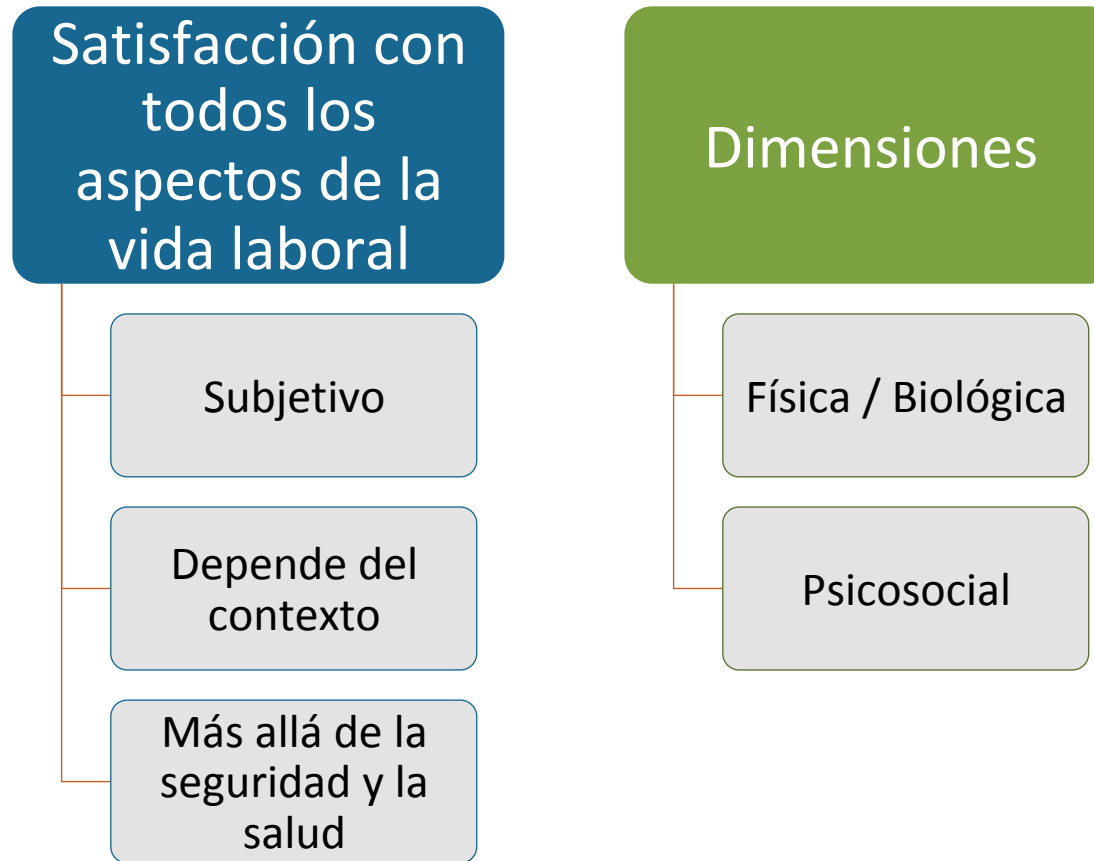 Satisfacción con
todos los
aspectos de la
vida laboral
Subjetivo
Depende del
contexto
Más allá de la
seguridad y la
salud
Dimensiones
Física / Biológica
Psicosocial